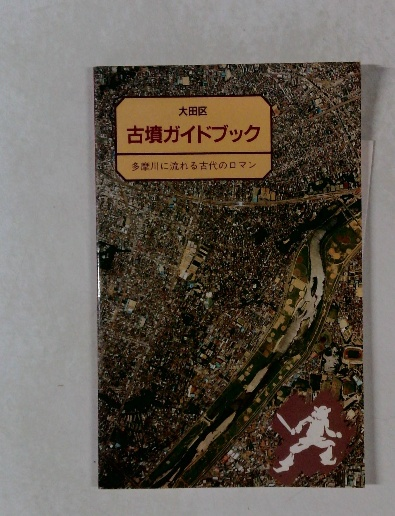 大田区
古墳ガイドブック
多摩川に流れる古代のロマン